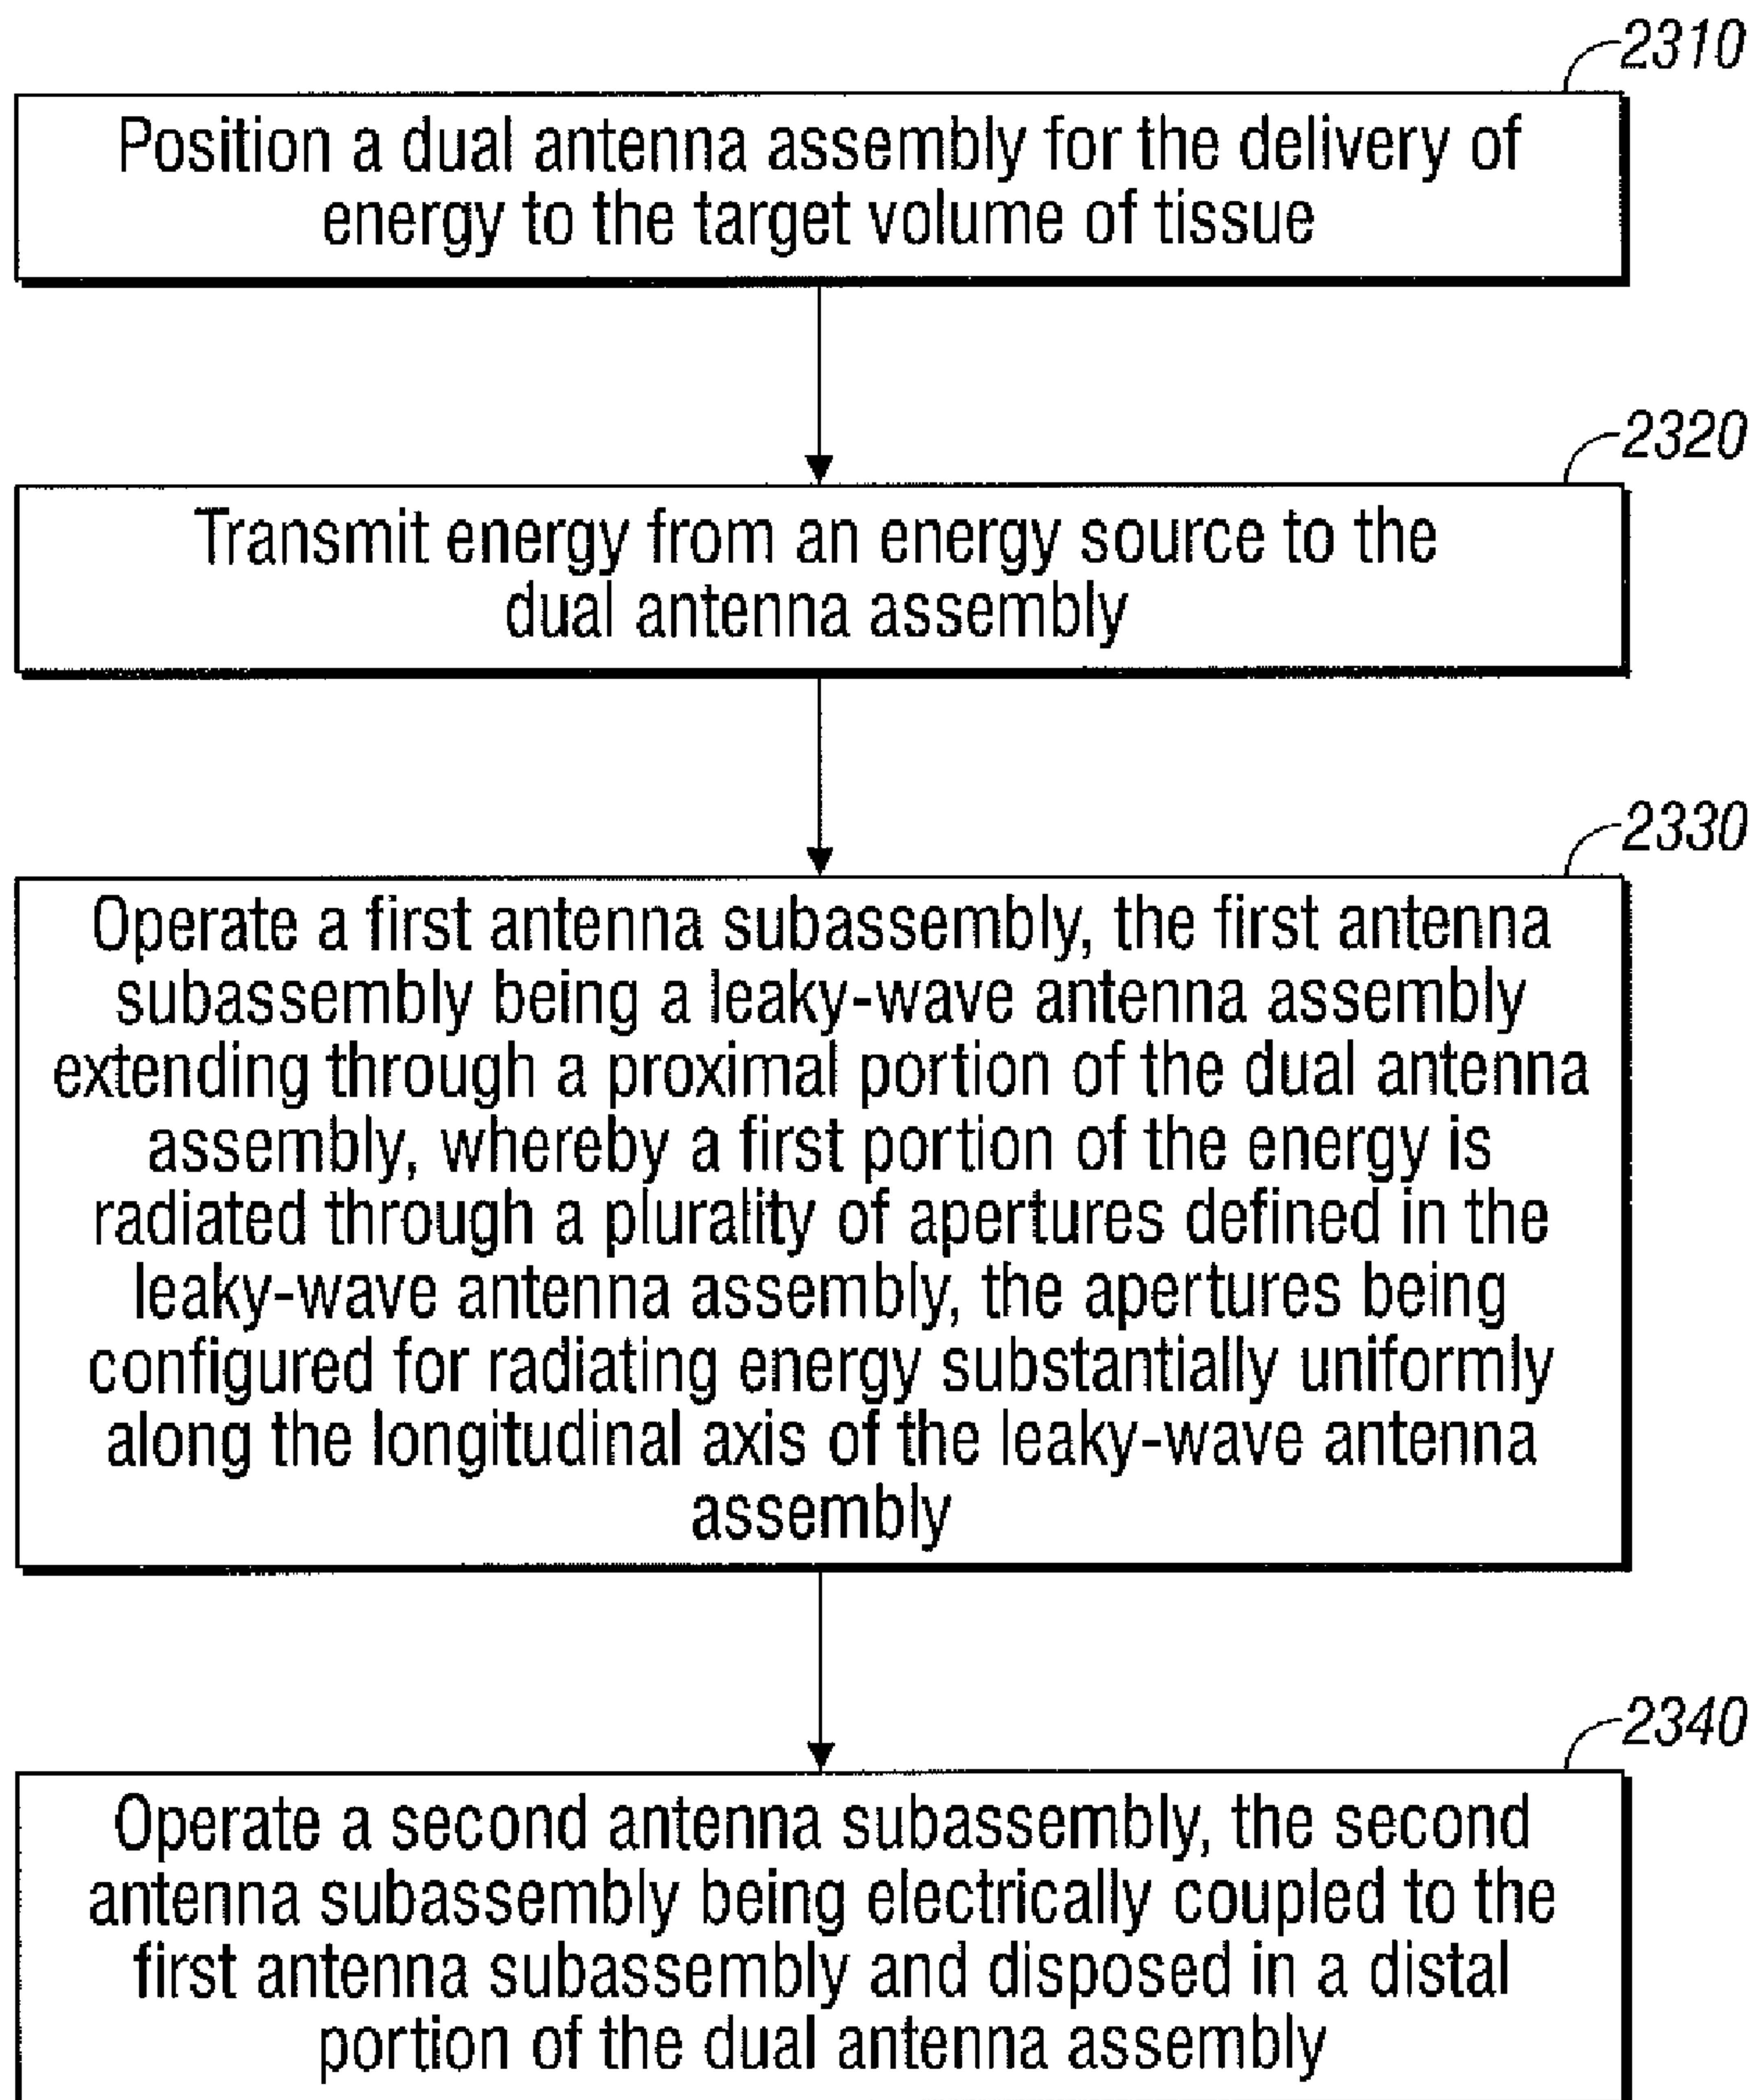 2310
Position a dual antenna assembly for the delivery of
energy to the target volume of tissue
2320
Transmit energy from an energy source to the
dual antenna assembly
2330
Operate a first antenna subassembly, the first antenna
subassembly being a leaky-wave antenna assembly
extending through a proximal portion of the dual antenna
assembly, whereby a first portion of the energy is
radiated through a plurality of apertures defined in the
leaky-wave antenna assembly, the apertures being
configured for radiating energy substantially uniformly
along the longitudinal axis of the leaky-wave antenna
assembly
2340
Operate a second antenna subassembly, the second
antenna subassembly being electrically coupled to the
first antenna subassembly and disposed in a distal
portion of the dual antenna assembly